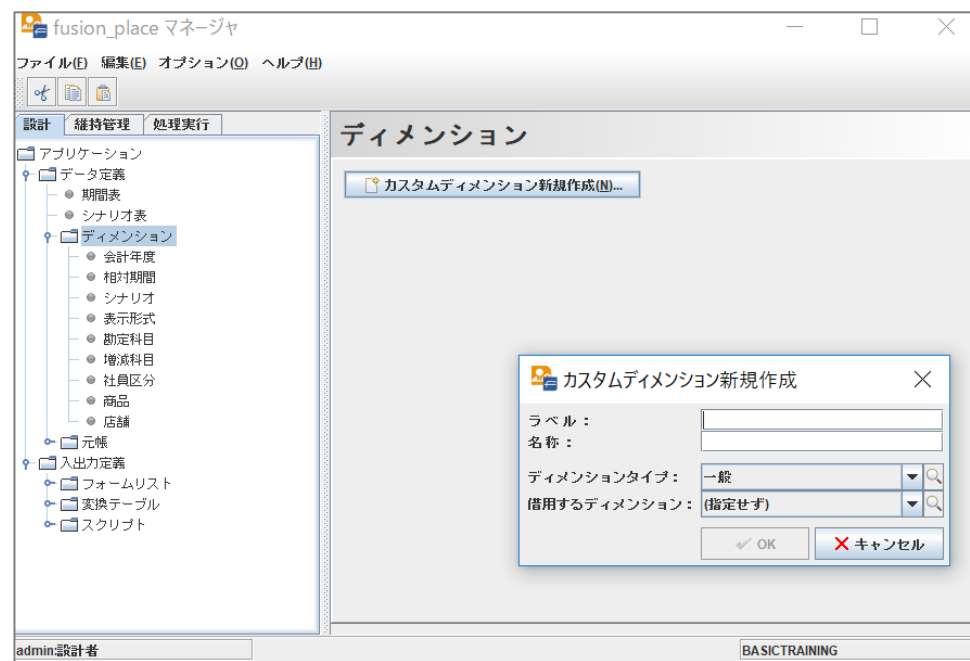 fusion_place マネージャ
ファイル(F) 編集(E) オプション(O) ヘルプ(H)
設計 維持管理 処理実行
アプリケーション
データ定義
期間表
シナリオ表
ディメンション
会計年度
相対期間
シナリオ
表示形式
勘定科目
増減科目
社員区分
商品
店舗
元帳
入出力定義
フォームリスト
変換テーブル
スクリプト
ディメンション
カスタムディメンション新規作成(N)...
カスタムディメンション新規作成
ラベル：
名称：
ディメンションタイプ： 一般
借用するディメンション： (指定せず)
OK キャンセル
admin:設計者 BASICTRAINING